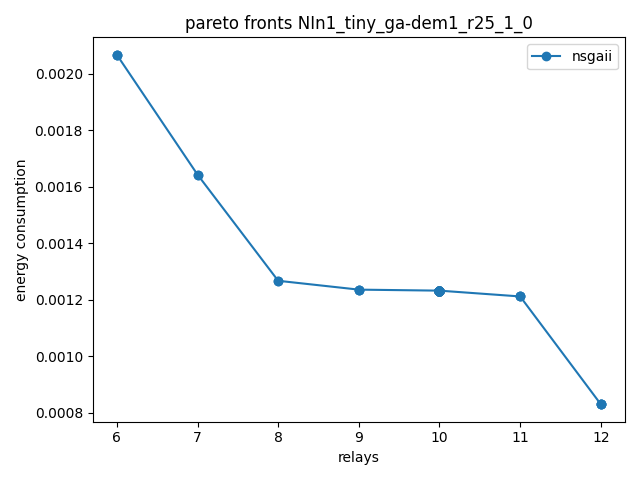 pareto fronts NIn1_tiny_ga-dem1_r25_1_0
nsgaii
energy consumption
0.0020
0.0018
0.0016
0.0014
0.0012
0.0010
0.0008
6 7 8 9 10 11 12
relays